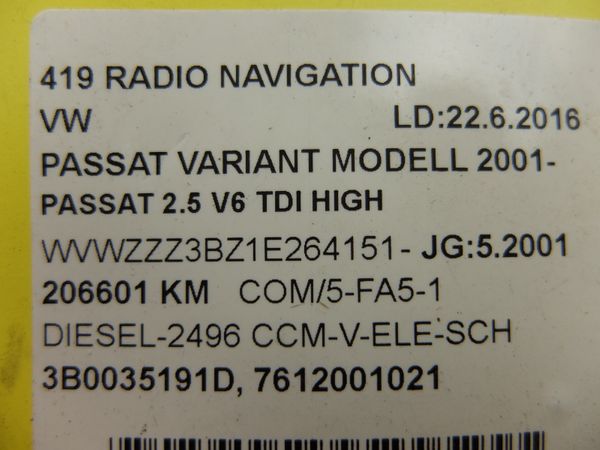 419 RADIO NAVIGATION
VW LD:22.6.2016
PASSAT VARIANT MODELL 2001-
PASSAT 2.5 V6 TDI HIGH
WVWZZZ3BZ1E264151- JG:5.2001
206601 KM COM/5-FA5-1
DIESEL-2496 CCM-V-ELE-SCH
3B0035191D, 7612001021